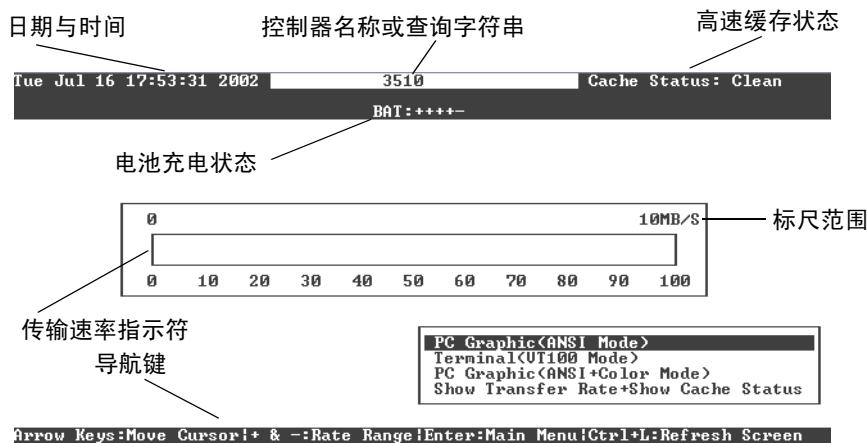 日期与时间
控制器名称或查询字符串
高速缓存状态
Tue Jul 16 17:53:31 2002
3510
Cache Status: Clean
BAT:++++-
电池充电状态
0
10MB/S
标尺范围
0 10 20 30 40 50 60 70 80 90 100
传输速率指示符
导航键
PC Graphic(ANSI Mode)
Terminal(VT100 Mode)
PC Graphic(ANSI+Color Mode)
Show Transfer Rate+Show Cache Status
Arrow Keys:Move Cursor|+ & -:Rate Range|Enter:Main Menu|Ctrl+L:Refresh Screen